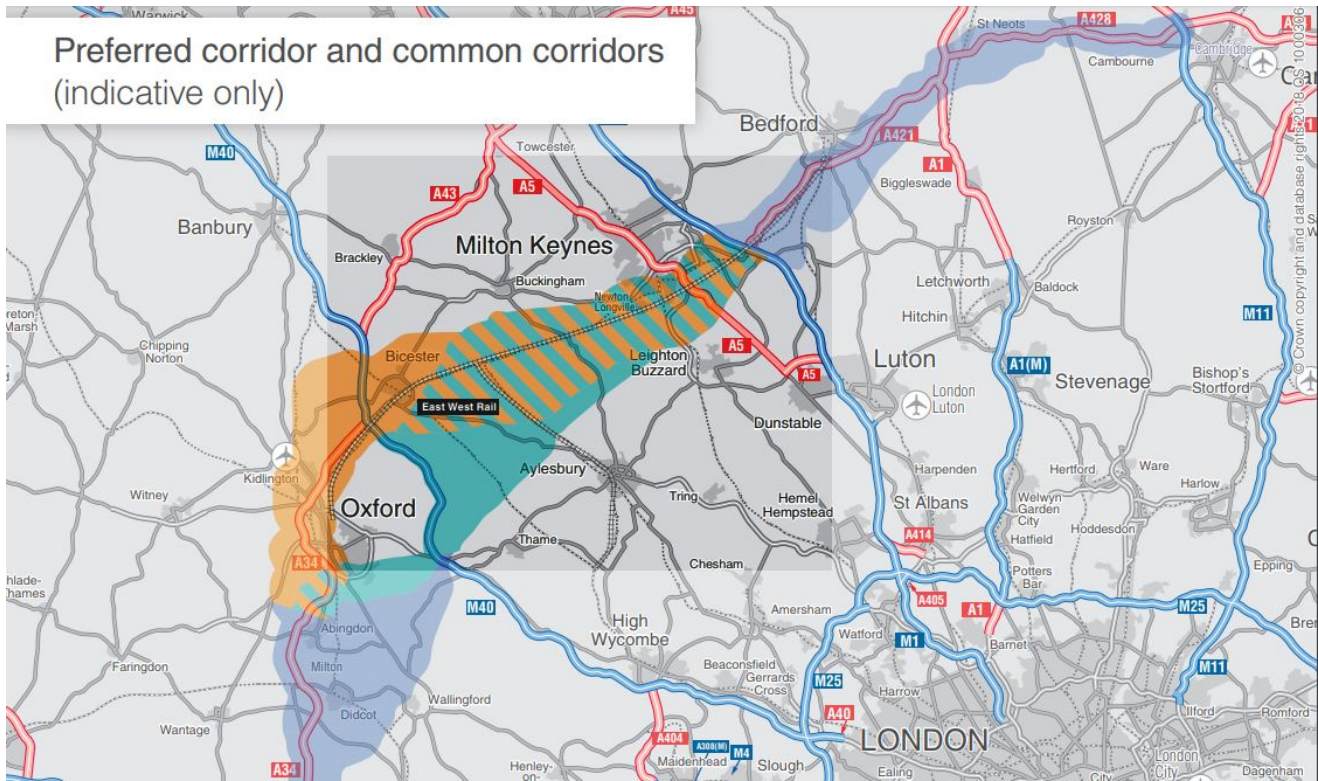 Preferred corridor and common corridors
(indicative only)
Warwick
A45
St Neots
A428
Cambridge
Cambourne
Bedford
A421
A1
Towcester
M40
A43
A5
Biggleswade
Royston
Banbury
Milton Keynes
Brackley
Buckingham
Newton
Longville
Letchworth
Baldock
Hitchin
M11
Chipping
Norton
Bicester
Leighton
Buzzard
A5
A5
Luton
A1(M)
Stevenage
Bishop's
Stortford
London
Luton
East West Rail
Dunstable
Kidlington
Aylesbury
Harpenden
Hertford
Ware
Witney
Tring
Hemel
Hempstead
St Albans
Welwyn
Garden
City
Harlow
Oxford
Hatfield
Hoddesdon
Thame
A414
A34
Chesham
Potters
Bar
Epping
M40
Amersham
A405
A1
M25
Abingdon
High
Wycombe
Watford
M1
Barnet
Faringdon
Milton
Beaconsfield
Gerrards
Cross
M25
M11
Wallingford
Harrow
Didcot
Wantage
A404
A40
LONDON
Ilford
Romford
A34
A308(M)
M4
Maidenhead
Slough
Henley-
on-
Ealing
London
City
City
Dagenham
© Crown copyright and database rights 2018 OS 1000306